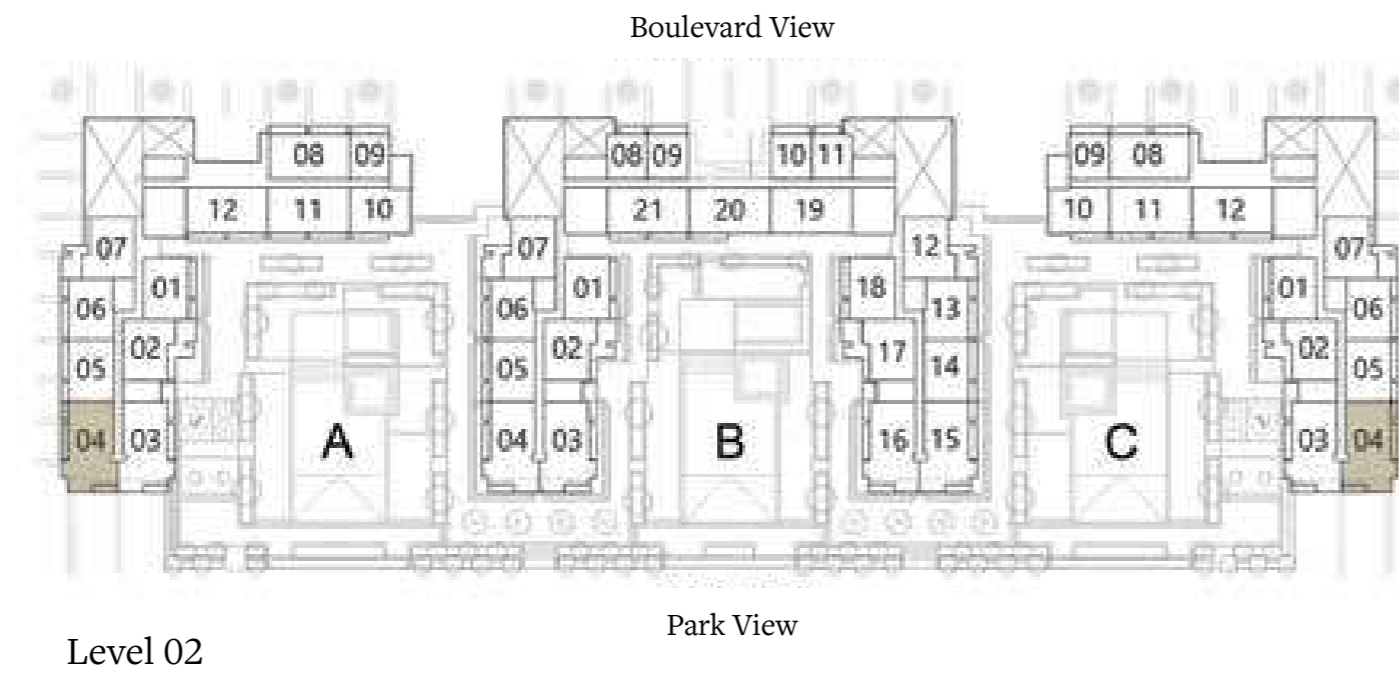 Boulevard View
08 09 08 09 10 11 09 08
12 11 10 21 20 19 10 11 12
07 07 12 07
01 01 18 01
06 06 13 06
02 02 17 02
05 05 14 05
04 03 A 04 03 B 16 15 C 03 04
Park View
Level 02